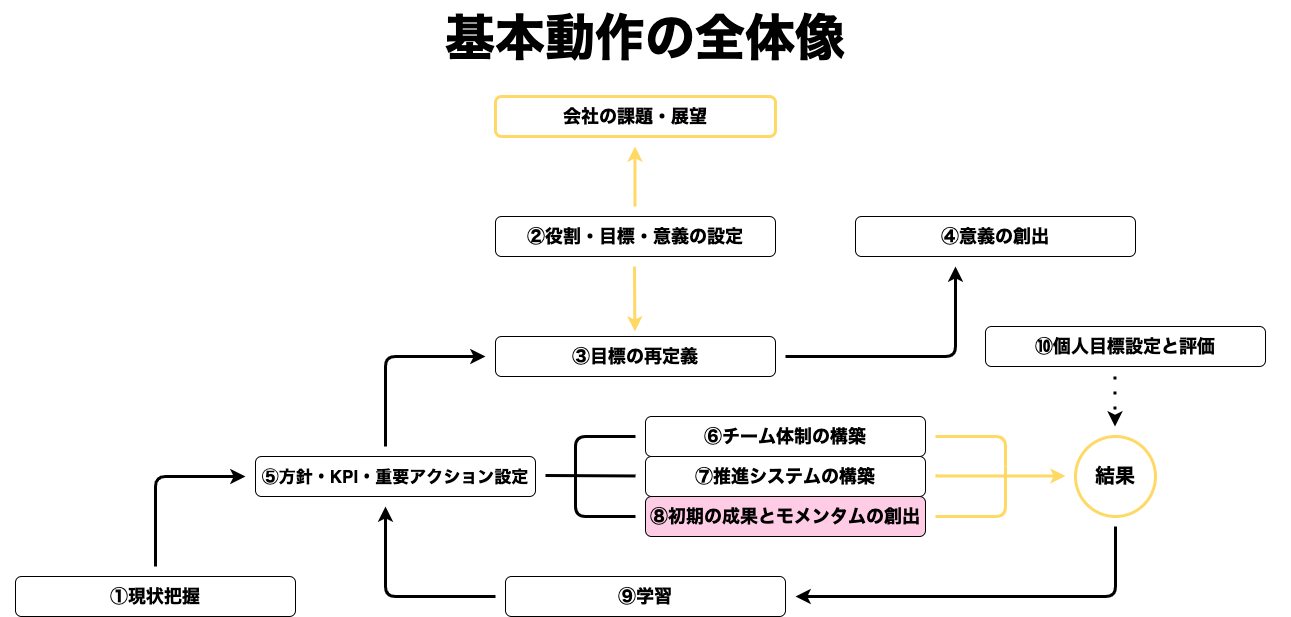 基本動作の全体像
会社の課題・展望
②役割・目標・意義の設定
④意義の創出
③目標の再定義
⑩個人目標設定と評価
⑥チーム体制の構築
⑤方針・KPI・重要アクション設定
⑦推進システムの構築
結果
⑧初期の成果とモメンタムの創出
①現状把握
⑨学習